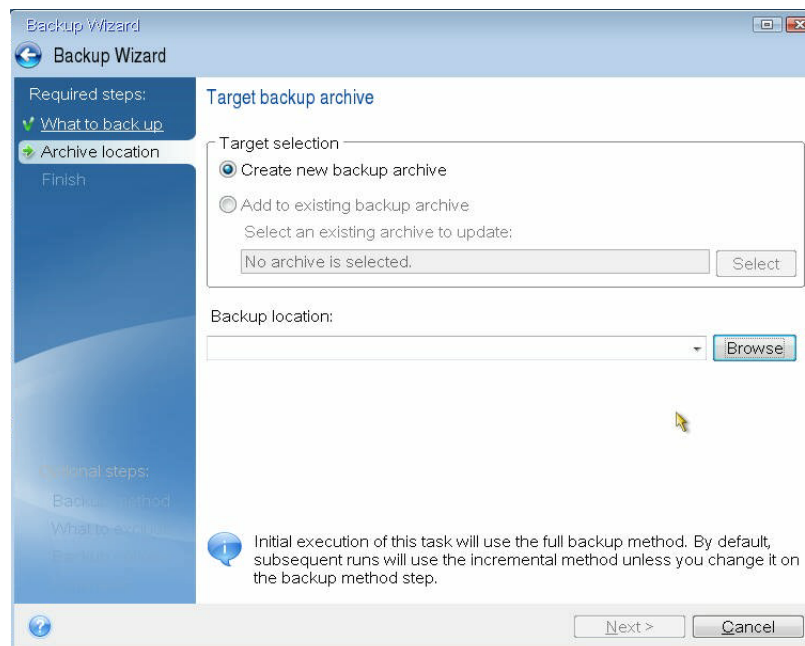 Backup Wizard
Backup Wizard
Required steps:
What to back up
Archive location
Finish
Target backup archive
Target selection
Create new backup archive
Add to existing backup archive
Select an existing archive to update:
No archive is selected.
Select
Backup location:
Browse
steps:
What to
Initial execution of this task will use the full backup method. By default,
subsequent runs will use the incremental method unless you change it on
the backup method step.
Next >
Cancel